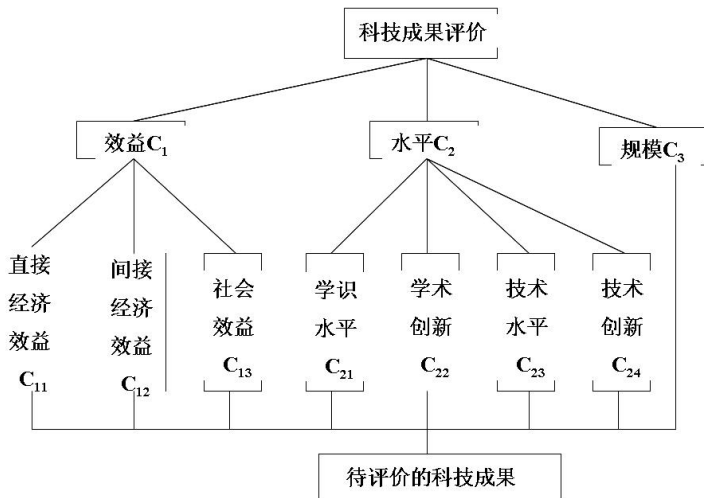 科技成果评价
效益C₁
水平C₂
规模C₃
直接
经济
效益
C₁₁
间接
经济
效益
C₁₂
社会
效益
C₁₃
学识
水平
C₂₁
学术
创新
C₂₂
技术
水平
C₂₃
技术
创新
C₂₄
待评价的科技成果